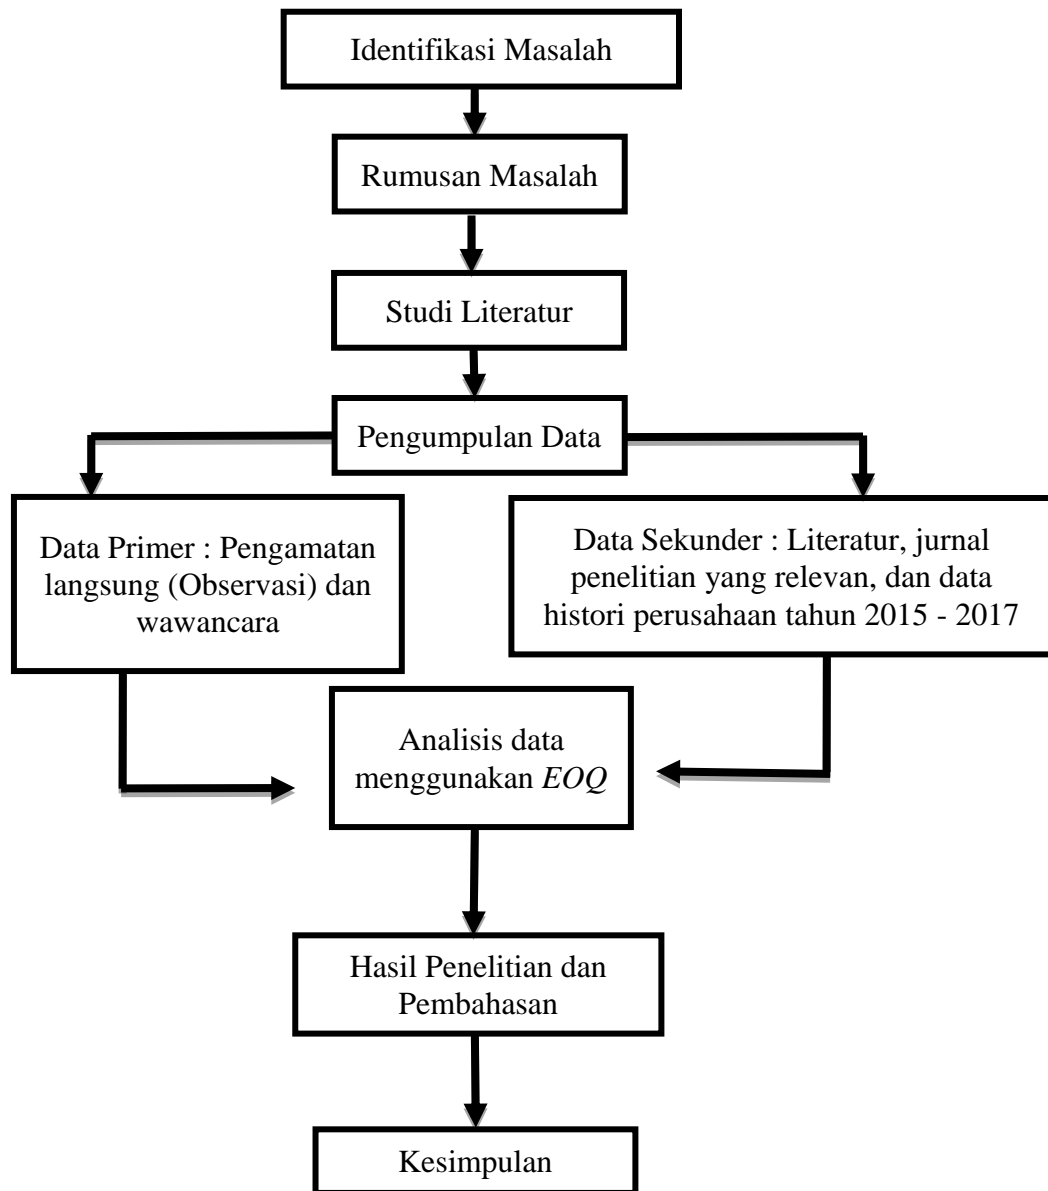 Identifikasi Masalah
Rumusan Masalah
Studi Literatur
Pengumpulan Data
Data Primer : Pengamatan
langsung (Observasi) dan
wawancara
Data Sekunder : Literatur, jurnal
penelitian yang relevan, dan data
histori perusahaan tahun 2015 - 2017
Analisis data
menggunakan EOQ
Hasil Penelitian dan
Pembahasan
Kesimpulan